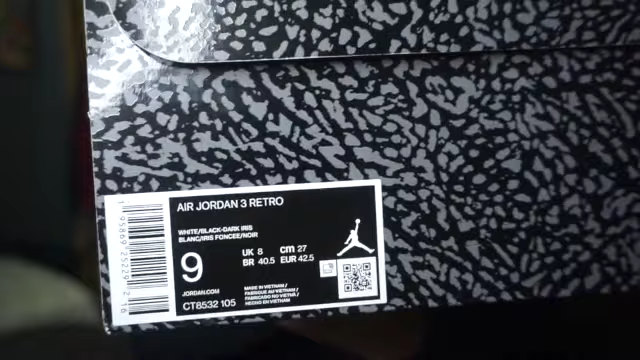 AIR JORDAN 3 RETRO
WHITE/BLACK-DARK IRIS
BLANC/IRIS FONCEE/NOIR
9
UK 8 cm 27
BR 40.5 EUR 42.5
JORDAN.COM
CT8532 105
MADE IN VIETNAM /
FABRIQUE AU VIETNAM /
FABRICADO NO VIETNÃ /
HECHO EN VIETNAM